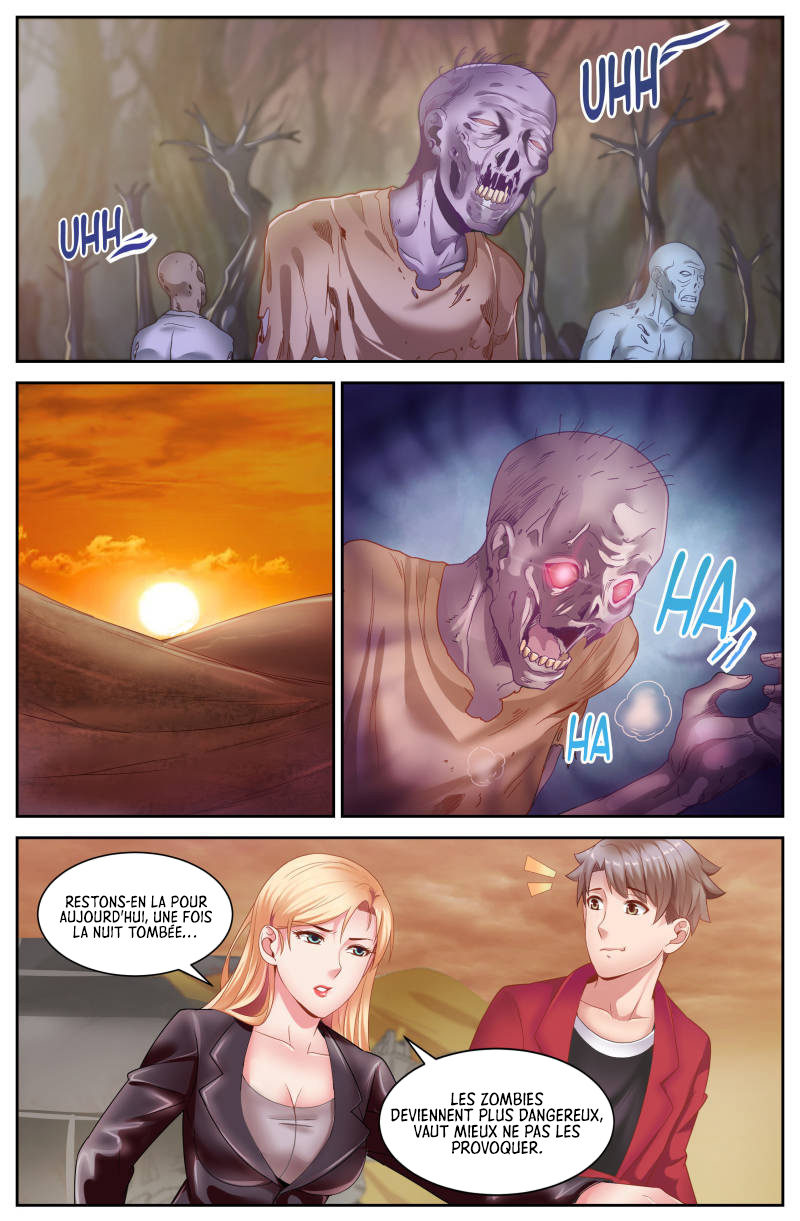 UHH
UHH
HA
HA
RESTONS-EN LA POUR
AUJOURD'HUI, UNE FOIS
LA NUIT TOMBÉE...
LES ZOMBIES
DEVIENNENT PLUS DANGEREUX,
VAUT MIEUX NE PAS LES
PROVOQUER.